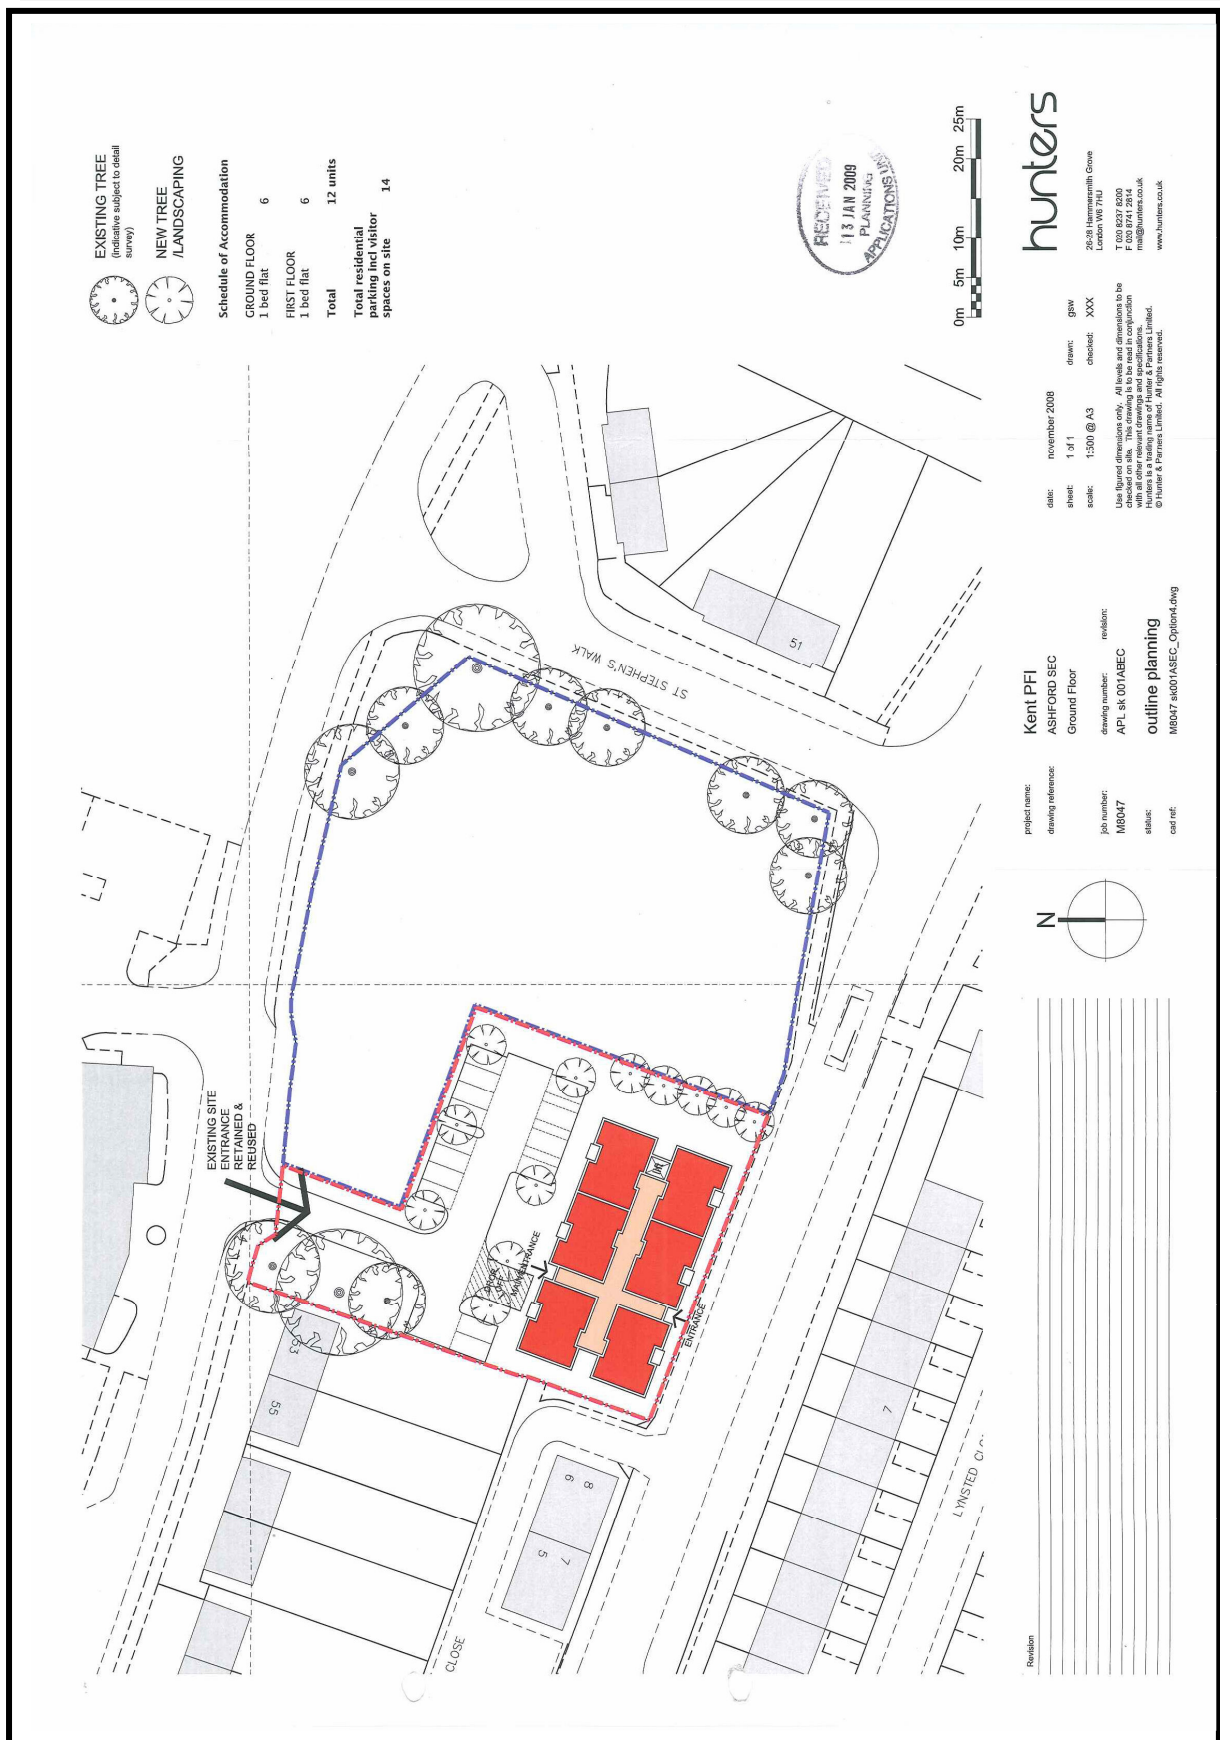 EXISTING TREE
(indicative subject to detail
survey)
NEW TREE
/LANDSCAPING
Schedule of Accommodation
GROUND FLOOR
1 bed flat 6
FIRST FLOOR
1 bed flat 6
Total 12 units
Total residential
parking incl visitor
spaces on site 14
EXISTING SITE
ENTRANCE
RETAINED &
REUSED
ST STEPHEN'S WALK
51
53
55
MAIN ENTRANCE
ENTRANCE
8
6
7
5
7
CLOSE
LYNSTED
RECEIVED
13 JAN 2009
PLANNING
APPLICATIONS
0m 5m 10m 20m 25m
N
Revision
project name: Kent PFI
drawing reference: ASHFORD SEC
Ground Floor
job number: drawing number: revision:
M8047 APL sk 001ABEC
status: outline planning
cad ref: M8047 sk001ASEC_Option4.dwg
date: november 2008
sheet: 1 of 1 drawn: gsw
scale: 1:500 @ A3 checked: XXX
Use figured dimensions only. All levels and dimensions to be
checked on site. This drawing is to be read in conjunction
with all other relevant drawings and specifications.
Hunters is a trading name of Hunter & Partners Limited.
© Hunter & Partners Limited. All rights reserved.
hunters
26-28 Hammersmith Grove
London W6 7HU
T 020 8237 8200
F 020 8741 2814
mail@hunters.co.uk
www.hunters.co.uk